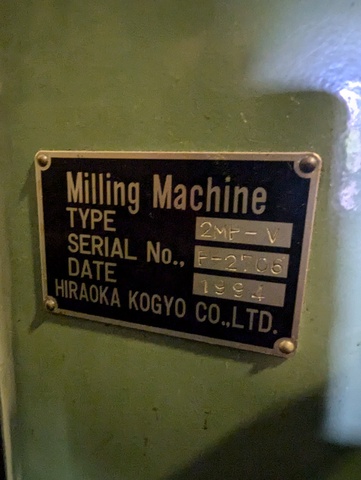 Milling Machine
TYPE 2MF-V
SERIAL No., F-2706
DATE 1994
HIRAOKA KOGYO CO.,LTD.